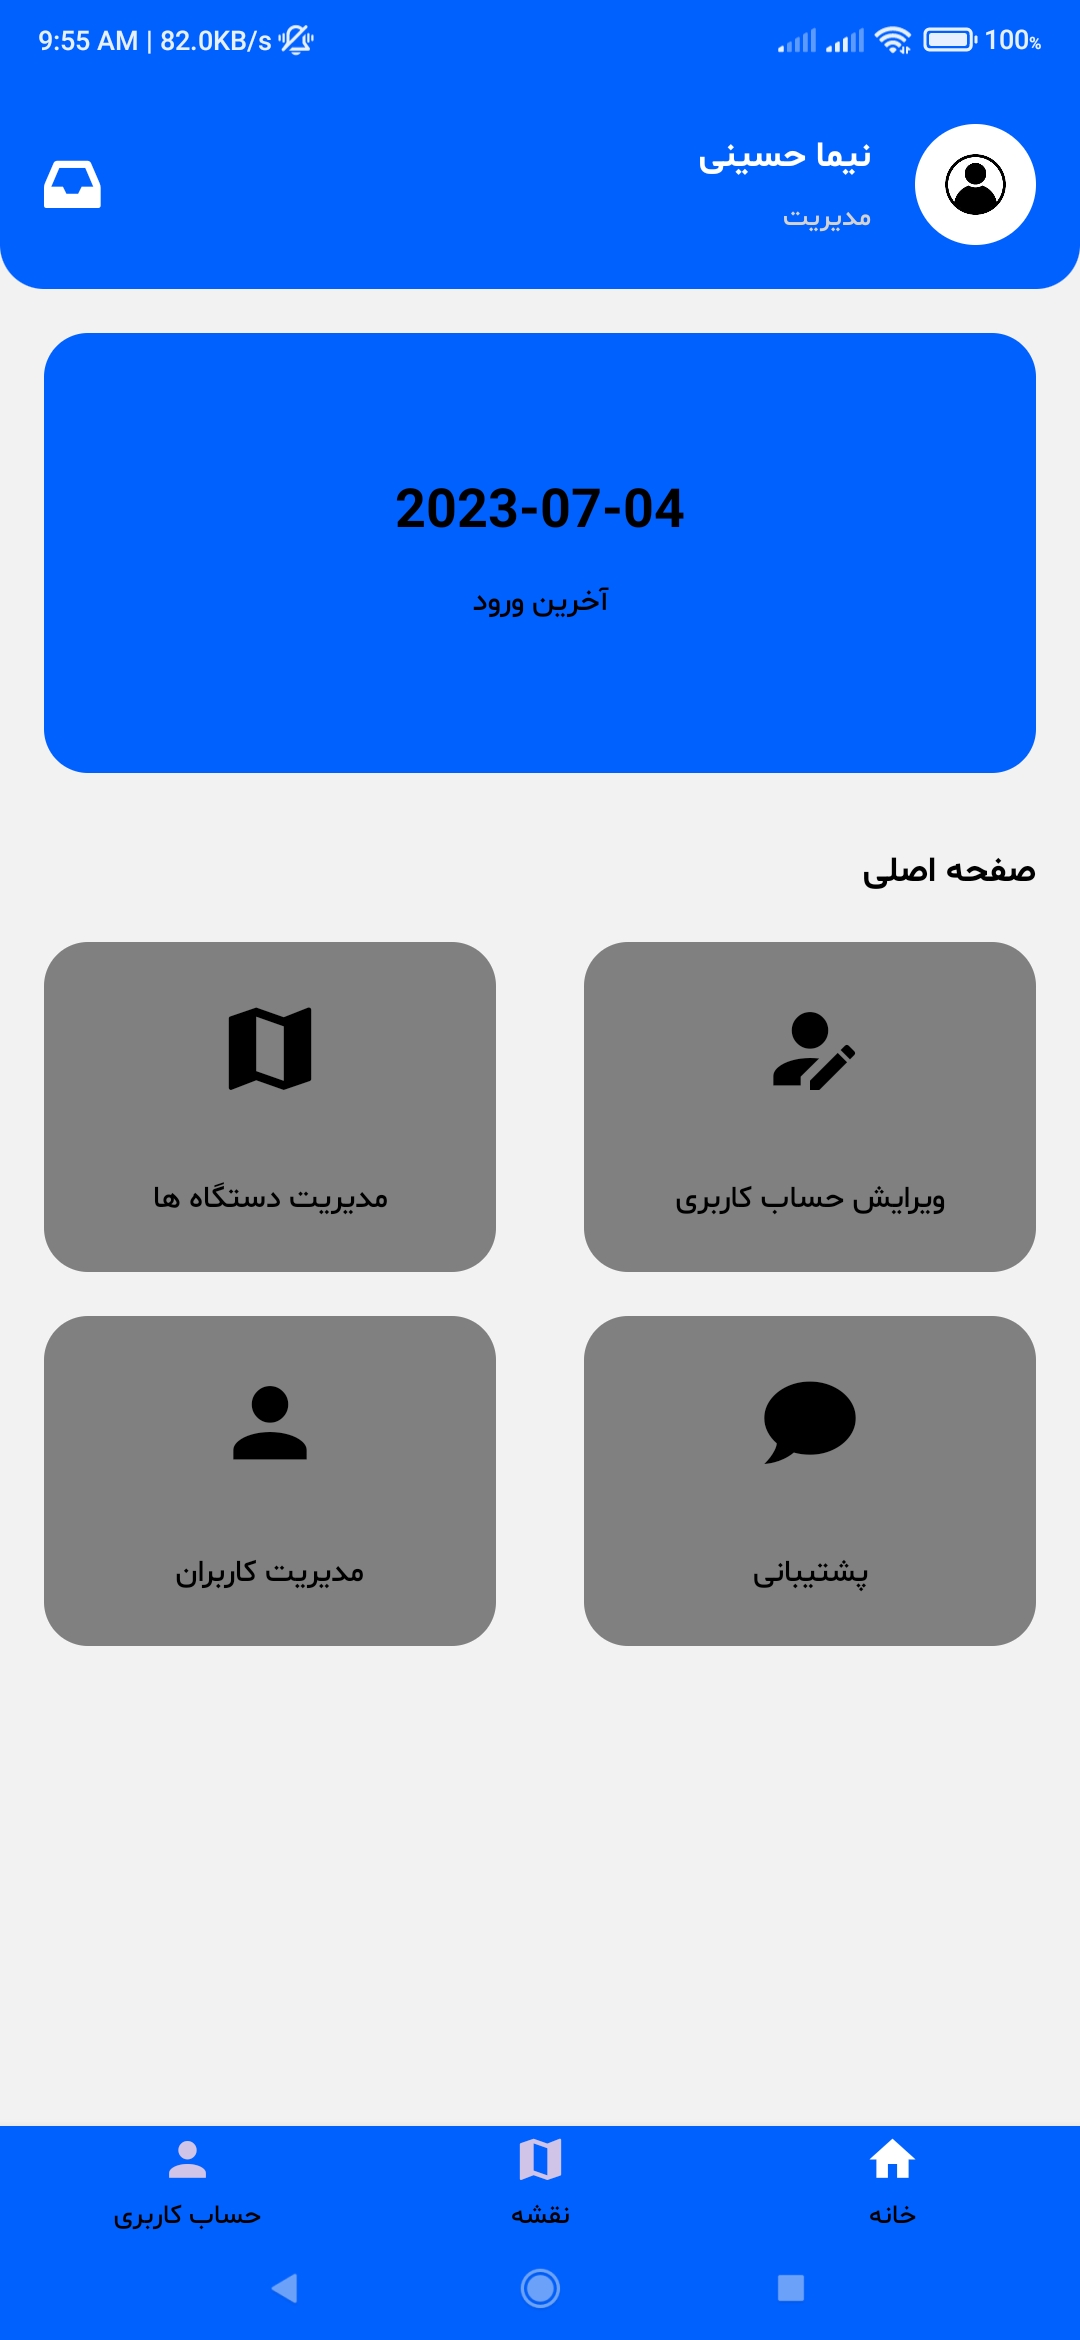 9:55 AM | 82.0KB/s 100%
نیما حسینی
مدیریت
2023-07-04
آخرین ورود
صفحه اصلی
ویرایش حساب کاربری
مدیریت دستگاه ها
پشتیبانی
مدیریت کاربران
خانه
نقشه
حساب کاربری